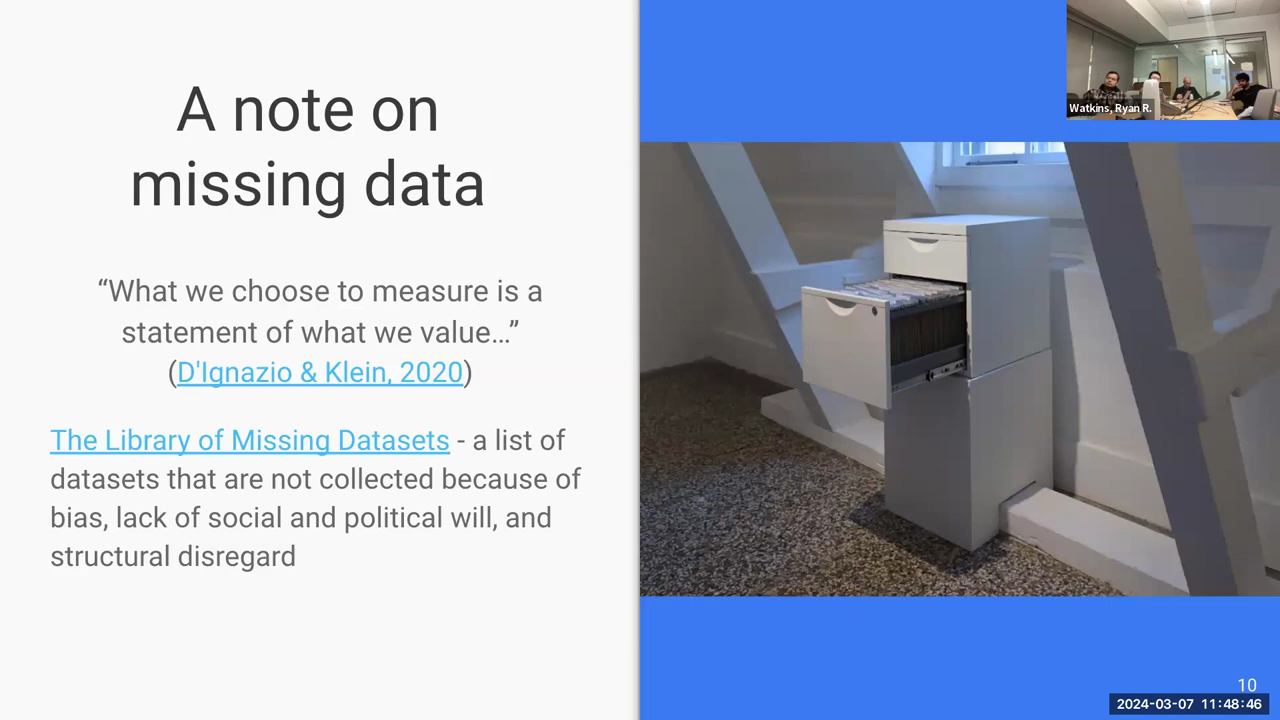 A note on
missing data
“What we choose to measure is a
statement of what we value…”
(D'Ignazio & Klein, 2020)
The Library of Missing Datasets - a list of
datasets that are not collected because of
bias, lack of social and political will, and
structural disregard
Watkins, Ryan R.
10
2024-03-07 11:48:46